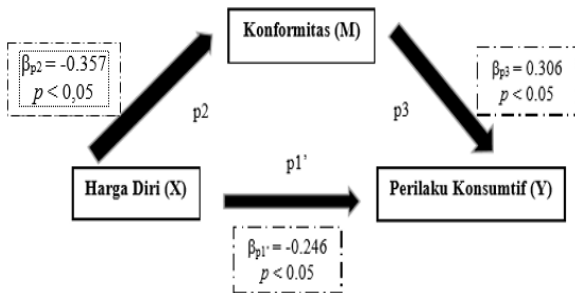 Konformitas (M)
βp2 = -0.357
p < 0,05
p2
βp3 = 0.306
p < 0.05
p3
p1’
Harga Diri (X)
Perilaku Konsumtif (Y)
βp1’ = -0.246
p < 0.05